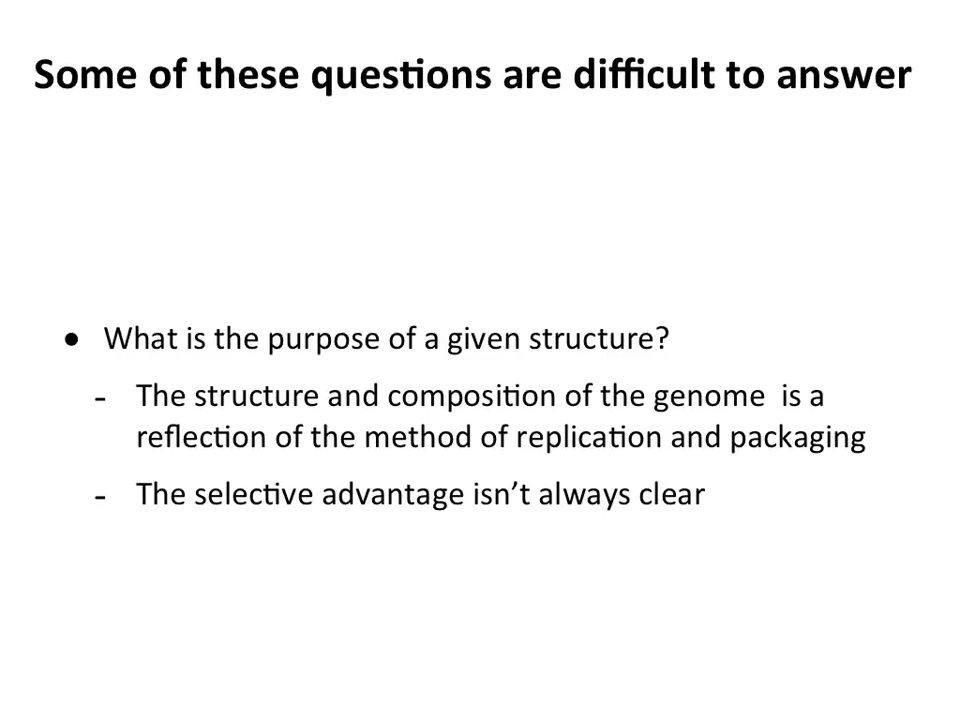 Some of these questions are difficult to answer
• What is the purpose of a given structure?
- The structure and composition of the genome  is a
reflection of the method of replication and packaging
- The selective advantage isn’t always clear